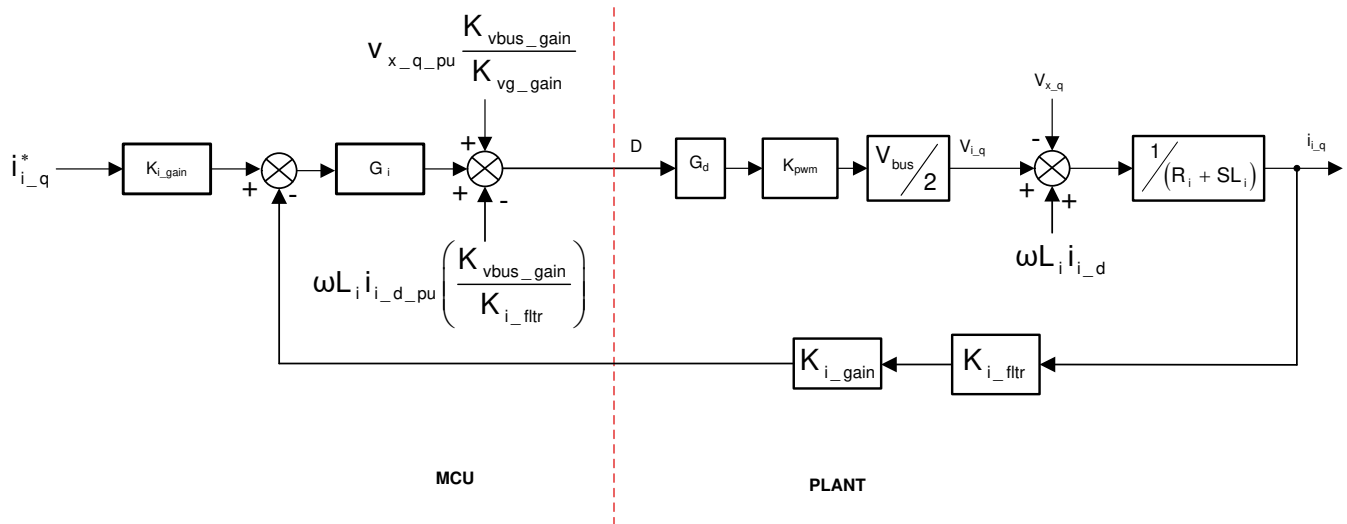 v x_q_pu K vbus_gain
K vg_gain
V x_q
i* i_q
K i_gain
+
-
G i
+
+
-
D
G d
K pwm
V bus / 2
V i_q
-
+
+
1/(R i + SL i)
i i_q
ωL i i i_d_pu ( K vbus_gain
K i_fltr )
ωL i i i_d
K i_gain
K i_fltr
MCU
PLANT